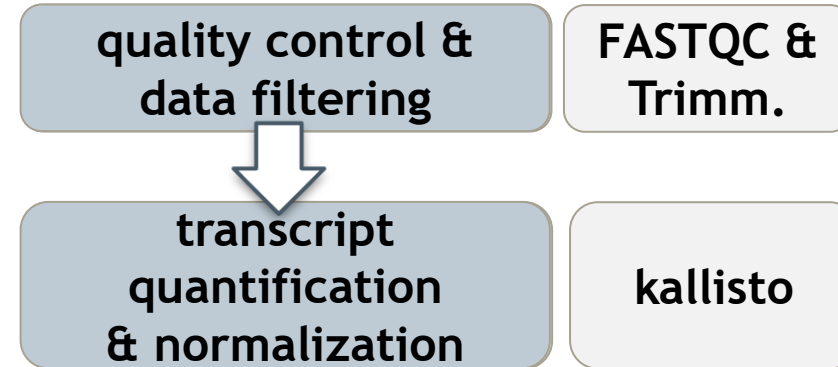 quality control &
data filtering
FASTQC &
Trimm.
transcript
quantification
& normalization
kallisto